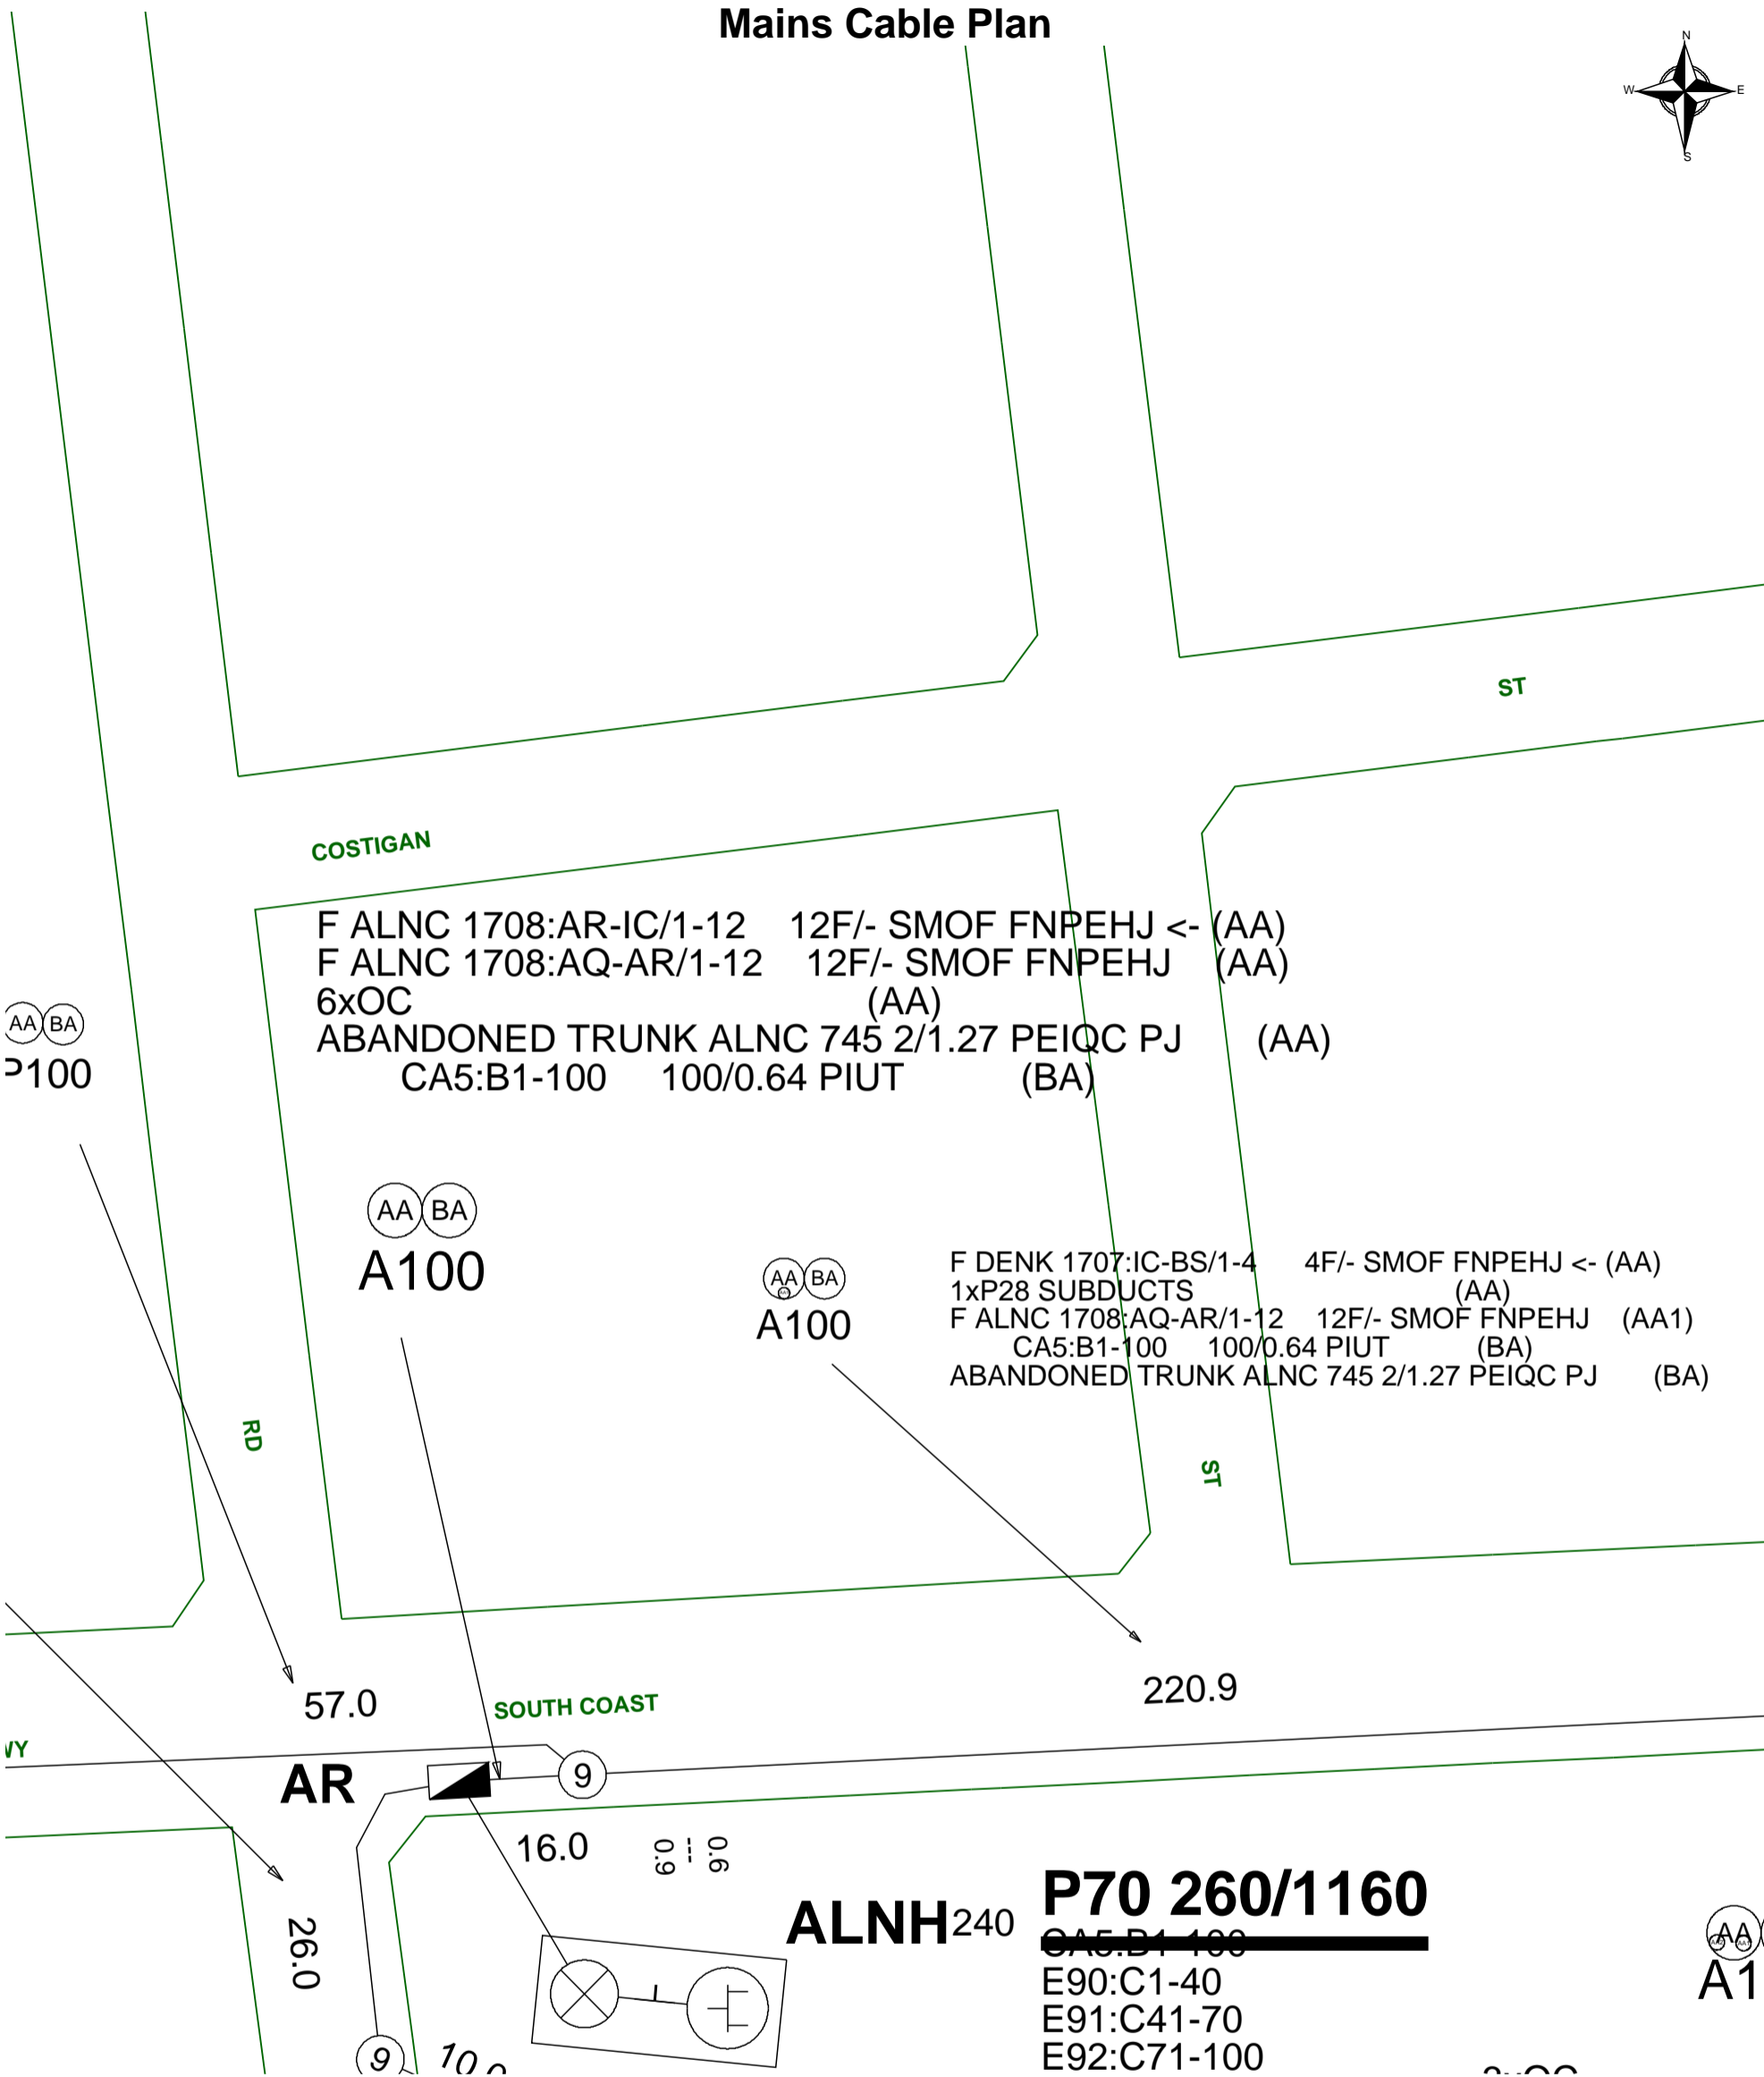 Mains Cable Plan
N
W
E
S
ST
COSTIGAN
F ALNC 1708:AR-IC/1-12 12F/- SMOF FNPEHJ <- (AA)
F ALNC 1708:AQ-AR/1-12 12F/- SMOF FNPEHJ (AA)
6xOC (AA)
ABANDONED TRUNK ALNC 745 2/1.27 PEIQC PJ (AA)
CA5:B1-100 100/0.64 PIUT (BA)
AA BA
P100
AA BA
A100
AA BA
A100
F DENK 1707:IC-BS/1-4 4F/- SMOF FNPEHJ <- (AA)
1xP28 SUBDUCTS (AA)
F ALNC 1708:AQ-AR/1-12 12F/- SMOF FNPEHJ (AA1)
CA5:B1-100 100/0.64 PIUT (BA)
ABANDONED TRUNK ALNC 745 2/1.27 PEIQC PJ (BA)
RD
ST
57.0
SOUTH COAST
220.9
AR
9
16.0
0.9
0.6
26.0
ALNH 240
P70 260/1160
CA5:B1-100
E90:C1-40
E91:C41-70
E92:C71-100
AA
A1
9